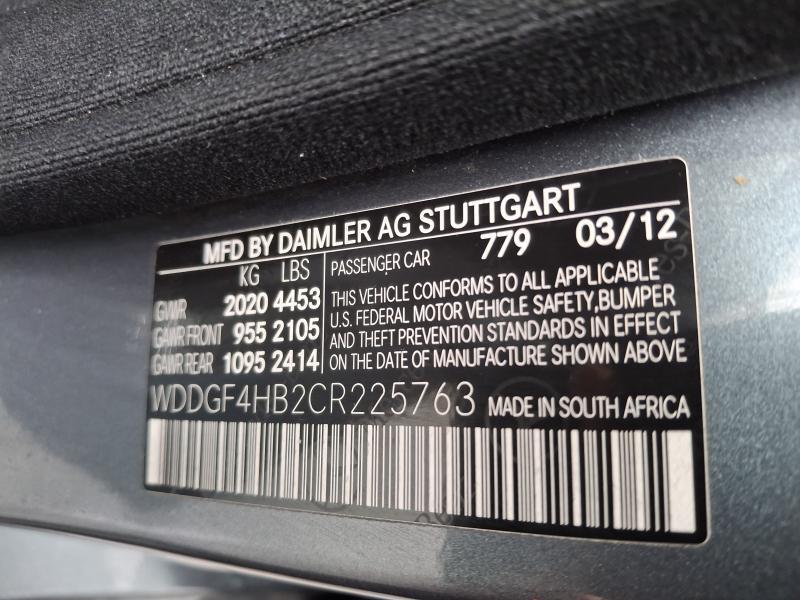 MFD BY DAIMLER AG STUTTGART
KG LBS PASSENGER CAR 779 03/12
GVWR 2020 4453 THIS VEHICLE CONFORMS TO ALL APPLICABLE
GAWR FRONT 955 2105 U.S. FEDERAL MOTOR VEHICLE SAFETY,BUMPER
GAWR REAR 1095 2414 AND THEFT PREVENTION STANDARDS IN EFFECT
ON THE DATE OF MANUFACTURE SHOWN ABOVE
WDDGF4HB2CR225763 MADE IN SOUTH AFRICA